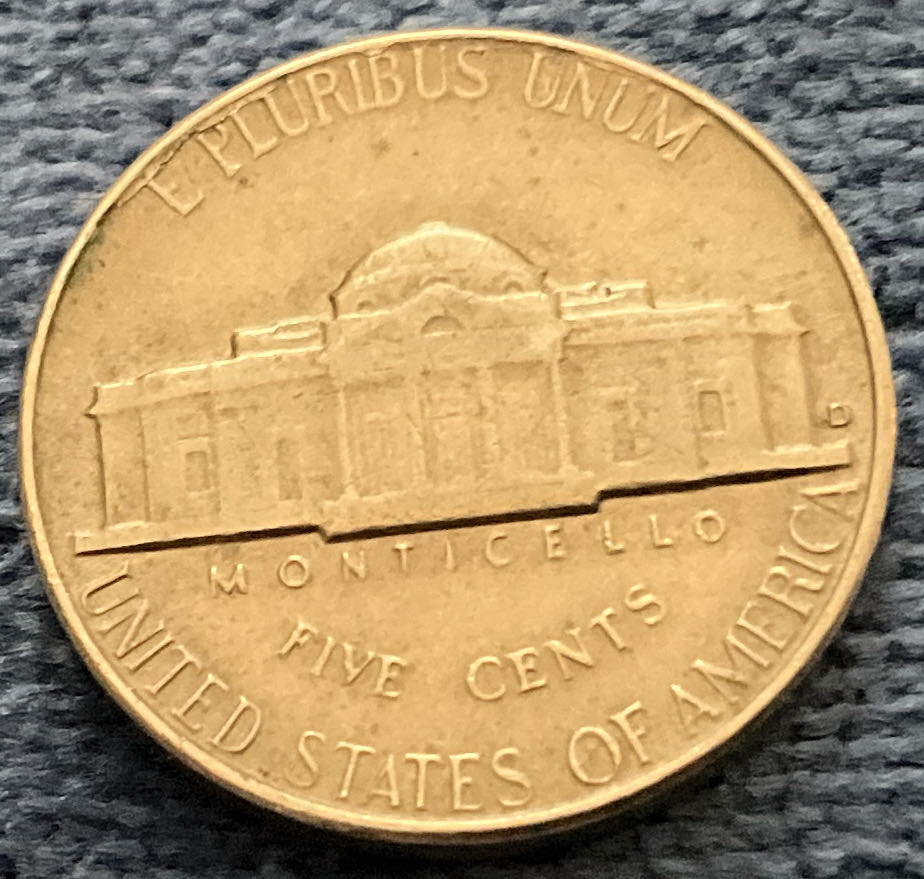 E PLURIBUS UNUM
D
MONTICELLO
FIVE CENTS
UNITED STATES OF AMERICA